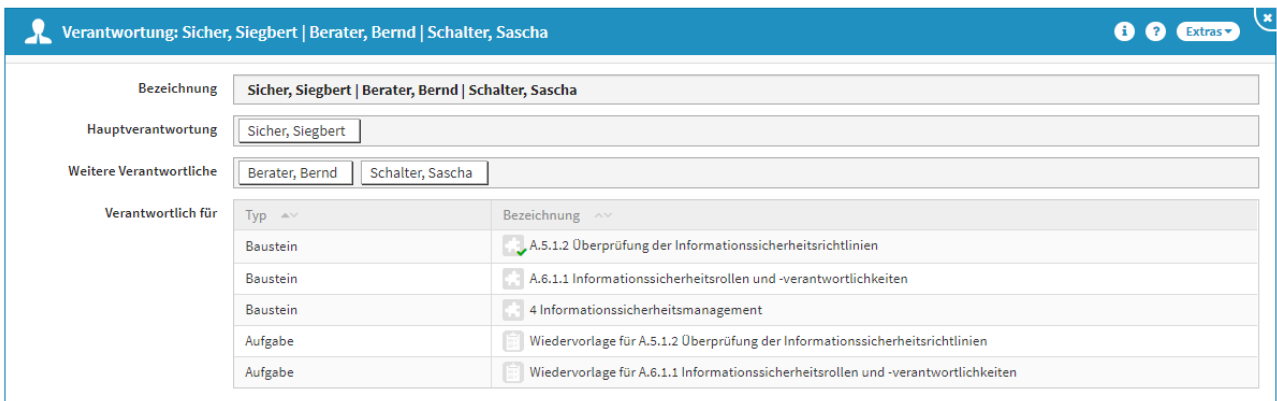 Verantwortung: Sicher, Siegbert | Berater, Bernd | Schalter, Sascha i ? Extras
Bezeichnung Sicher, Siegbert | Berater, Bernd | Schalter, Sascha
Hauptverantwortung Sicher, Siegbert
Weitere Verantwortliche Berater, Bernd Schalter, Sascha
Verantwortlich für Typ Bezeichnung
Baustein A.5.1.2 Überprüfung der Informationssicherheitsrichtlinien
Baustein A.6.1.1 Informationssicherheitsrollen und -verantwortlichkeiten
Baustein 4 Informationssicherheitsmanagement
Aufgabe Wiedervorlage für A.5.1.2 Überprüfung der Informationssicherheitsrichtlinien
Aufgabe Wiedervorlage für A.6.1.1 Informationssicherheitsrollen und -verantwortlichkeiten